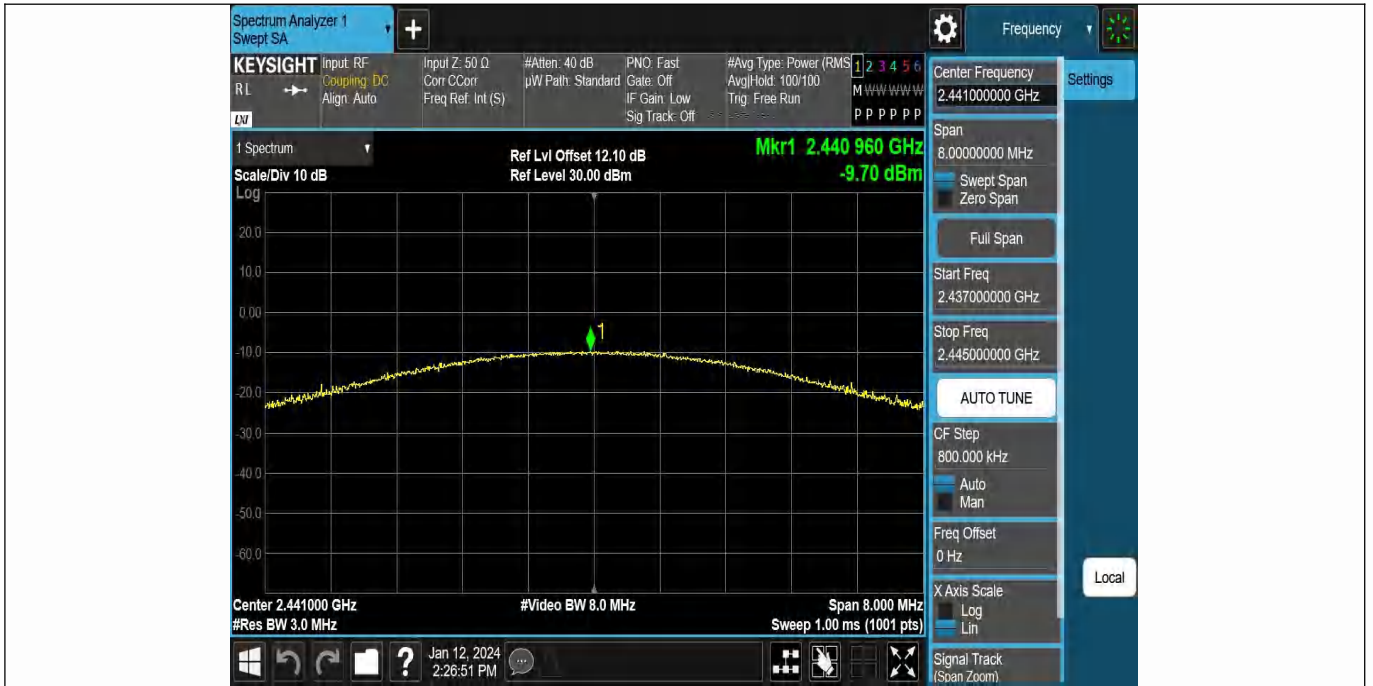 Spectrum Analyzer 1
Swept SA
+
Frequency
KEYSIGHT
R L
LXI
Input: RF
Coupling: DC
Align: Auto
Input Z: 50 Ω
Corr CCorr
Freq Ref: Int (S)
#Atten: 40 dB
µW Path: Standard
PNO: Fast
Gate: Off
IF Gain: Low
Sig Track: Off
#Avg Type: Power (RMS
Avg|Hold: 100/100
Trig: Free Run
1 2 3 4 5 6
M W W W W W
P P P P P P
1 Spectrum
Scale/Div 10 dB
Ref Lvl Offset 12.10 dB
Ref Level 30.00 dBm
Mkr1 2.440 960 GHz
-9.70 dBm
Log
20.0
10.0
0.00
-10.0
-20.0
-30.0
-40.0
-50.0
-60.0
1
Center 2.441000 GHz
#Res BW 3.0 MHz
#Video BW 8.0 MHz
Span 8.000 MHz
Sweep 1.00 ms (1001 pts)
?
Jan 12, 2024
2:26:51 PM
Center Frequency
2.441000000 GHz
Span
8.00000000 MHz
Swept Span
Zero Span
Full Span
Start Freq
2.437000000 GHz
Stop Freq
2.445000000 GHz
AUTO TUNE
CF Step
800.000 kHz
Auto
Man
Freq Offset
0 Hz
X Axis Scale
Log
Lin
Signal Track
(Span Zoom)
Settings
Local